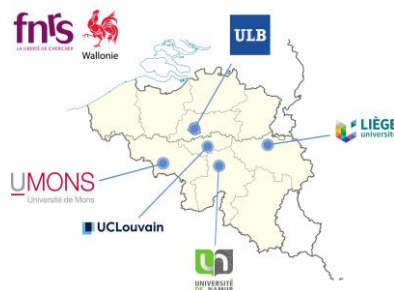 fnrs
LA LIBERTÉ DE CHERCHER
Wallonie
ULB
LIÈGE
université
UMONS
Université de Mons
UCLouvain
UNIVERSITÉ
DE NAMUR